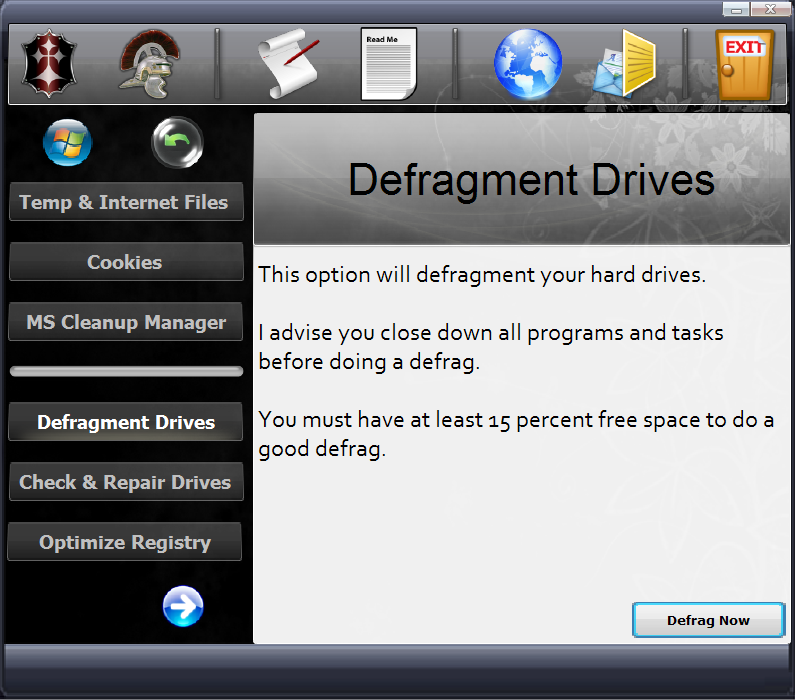 Read Me
EXIT
Temp & Internet Files
Cookies
MS Cleanup Manager
Defragment Drives
Check & Repair Drives
Optimize Registry
Defragment Drives
This option will defragment your hard drives.
I advise you close down all programs and tasks
before doing a defrag.
You must have at least 15 percent free space to do a
good defrag.
Defrag Now